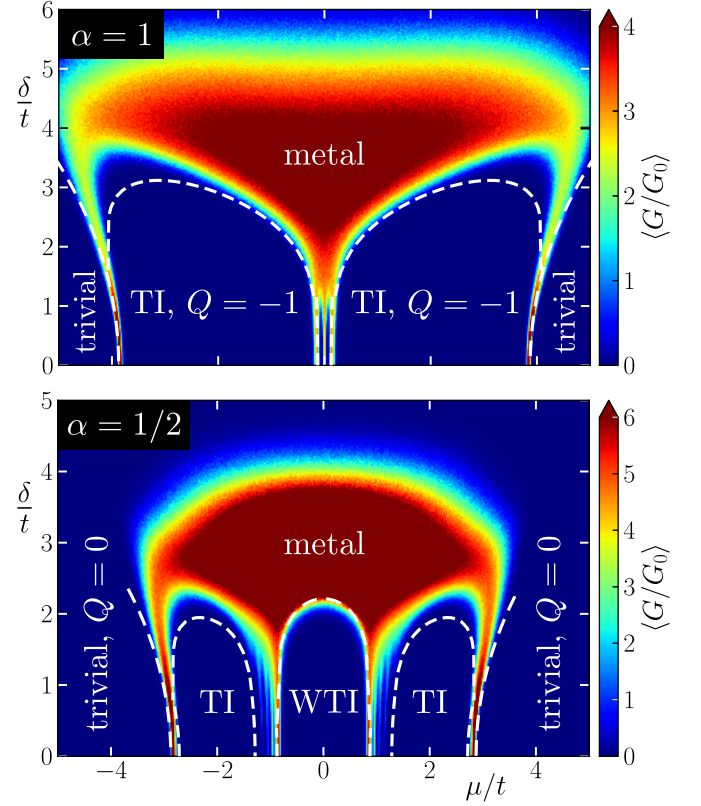 α = 1
6
5
4
3
2
1
0
δ/t
metal
trivial
TI, Q = −1
TI, Q = −1
trivial
4
3
2
1
0
⟨G/G₀⟩
α = 1/2
5
4
3
2
1
0
δ/t
metal
trivial, Q = 0
TI
WTI
TI
trivial, Q = 0
6
5
4
3
2
1
0
⟨G/G₀⟩
−4 −2 0 2 4
μ/t